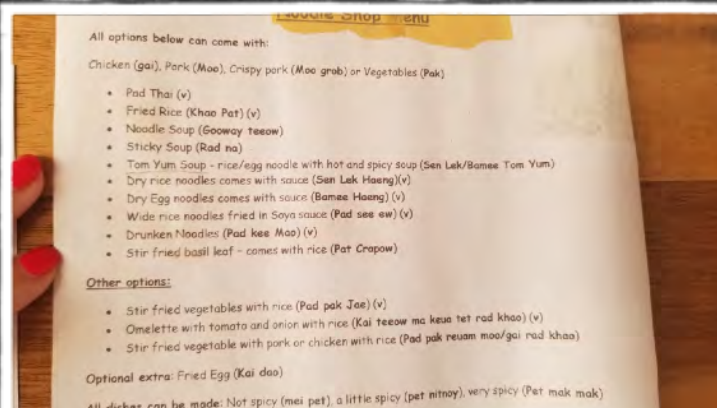 Noodle Shop Menu
All options below can come with:
Chicken (gai), Pork (Moo), Crispy pork (Moo grob) or Vegetables (Pak)
• Pad Thai (v)
• Fried Rice (Khao Pat) (v)
• Noodle Soup (Gooway teeow)
• Sticky Soup (Rad na)
• Tom Yum Soup - rice/egg noodle with hot and spicy soup (Sen Lek/Bamee Tom Yum)
• Dry rice noodles comes with sauce (Sen Lek Haeng)(v)
• Dry Egg noodles comes with sauce (Bamee Haeng) (v)
• Wide rice noodles fried in Soya sauce (Pad see ew) (v)
• Drunken Noodles (Pad kee Mao) (v)
• Stir fried basil leaf - comes with rice (Pat Crapow)
Other options:
• Stir fried vegetables with rice (Pad pak Jae) (v)
• Omelette with tomato and onion with rice (Kai teeow ma keua tet rad khao) (v)
• Stir fried vegetable with pork or chicken with rice (Pad pak reuam moo/gai rad khao)
Optional extra: Fried Egg (Kai dao)
All dishes can be made: Not spicy (mei pet), a little spicy (pet nitnoy), very spicy (Pet mak mak)